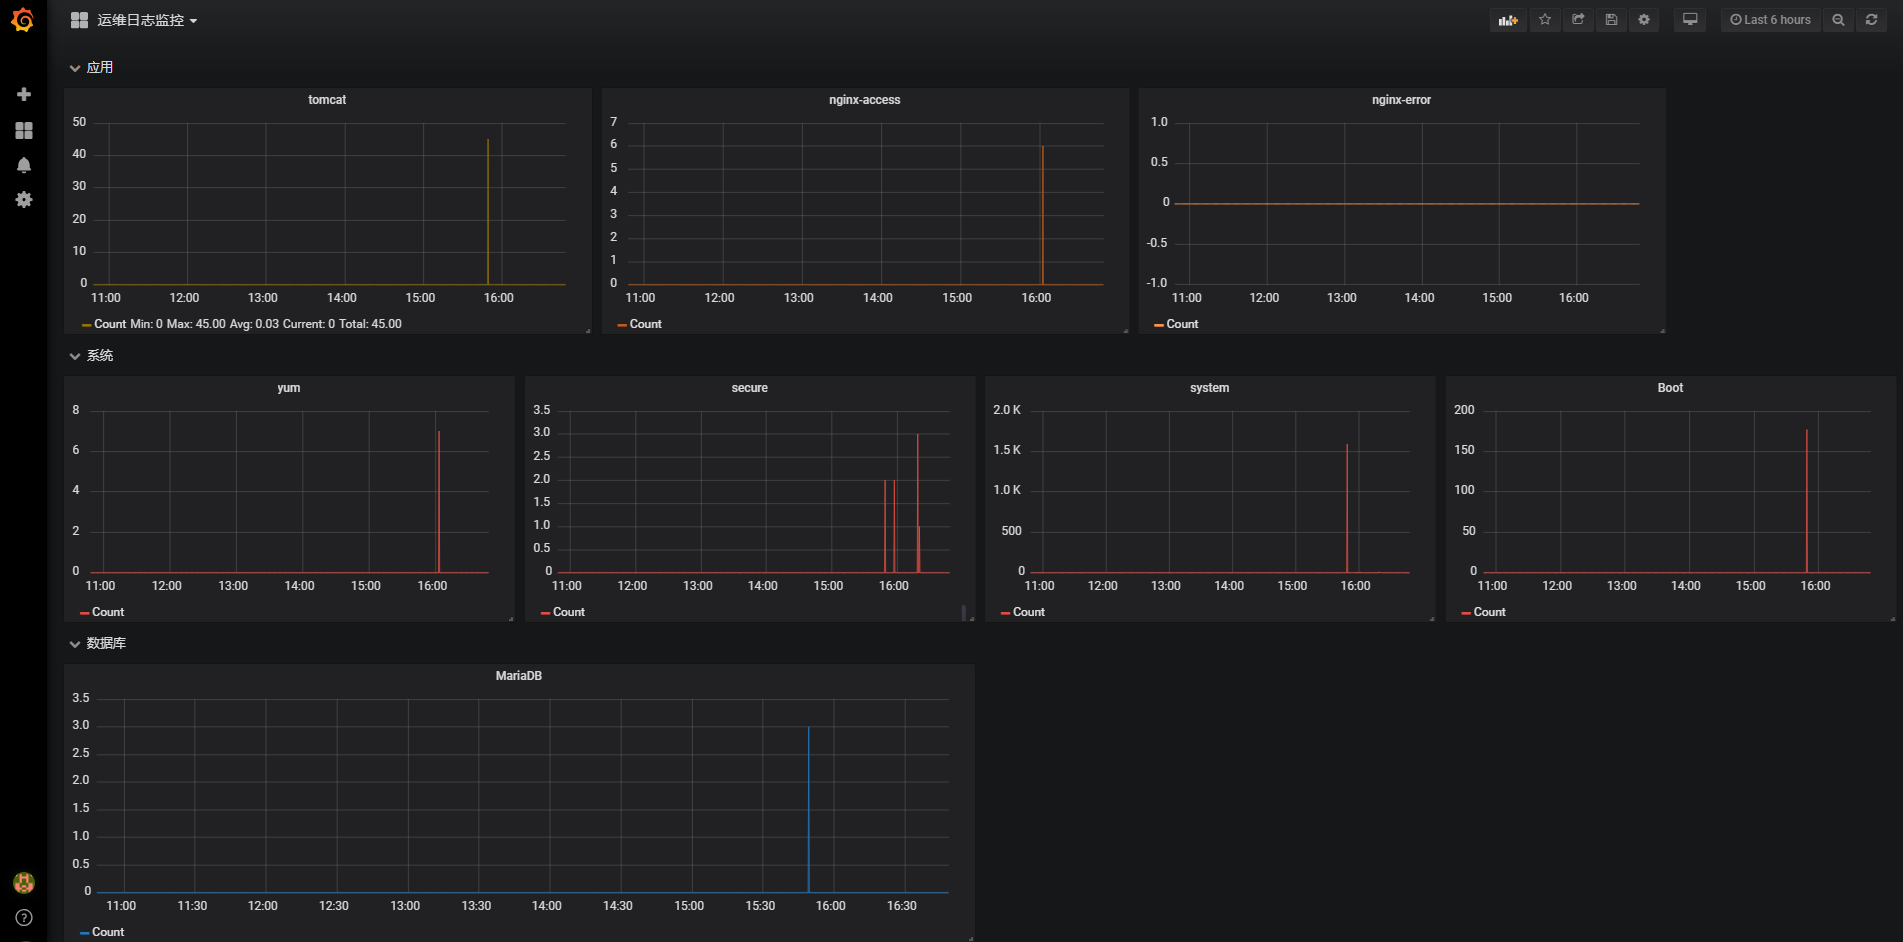 运维日志监控
Last 6 hours
应用
tomcat
50
40
30
20
10
0
11:00 12:00 13:00 14:00 15:00 16:00
Count Min: 0 Max: 45.00 Avg: 0.03 Current: 0 Total: 45.00
nginx-access
7
6
5
4
3
2
1
0
11:00 12:00 13:00 14:00 15:00 16:00
Count
nginx-error
1.0
0.5
0
-0.5
-1.0
11:00 12:00 13:00 14:00 15:00 16:00
Count
系统
yum
8
6
4
2
0
11:00 12:00 13:00 14:00 15:00 16:00
Count
secure
3.5
3.0
2.5
2.0
1.5
1.0
0.5
0
11:00 12:00 13:00 14:00 15:00 16:00
Count
system
2.0 K
1.5 K
1.0 K
500
0
11:00 12:00 13:00 14:00 15:00 16:00
Count
Boot
200
150
100
50
0
11:00 12:00 13:00 14:00 15:00 16:00
Count
数据库
MariaDB
3.5
3.0
2.5
2.0
1.5
1.0
0.5
0
11:00 11:30 12:00 12:30 13:00 13:30 14:00 14:30 15:00 15:30 16:00 16:30
Count